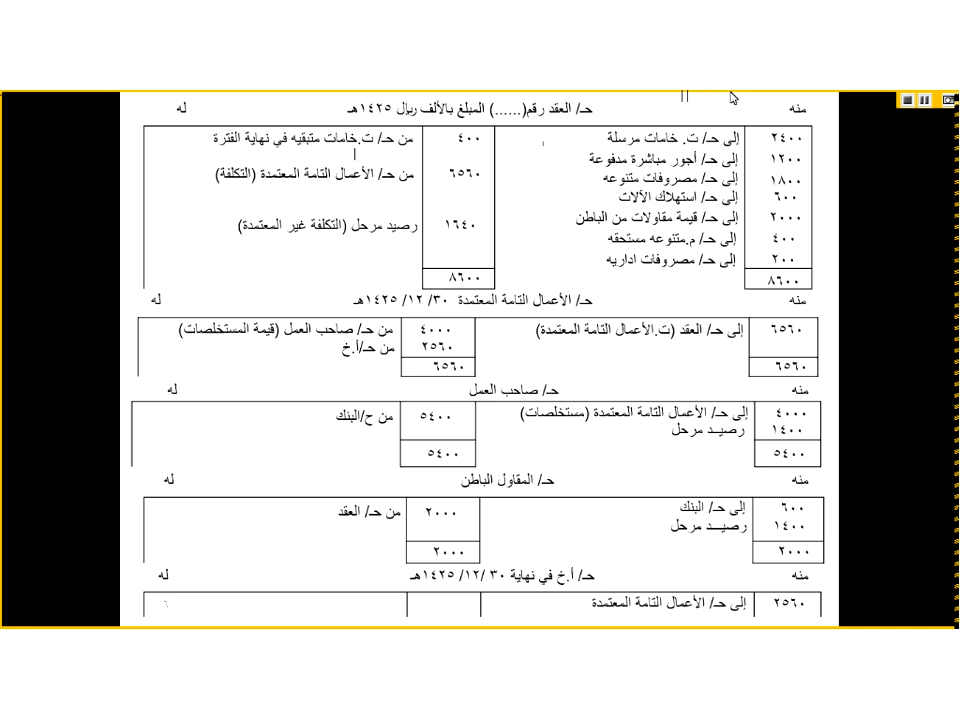 منه حـ/ العقد رقم(......) المبلغ بالألف ريال ١٤٢٥هـ له
٢٤٠٠ إلى حـ/ ت. خامات مرسلة ٤٠٠ من حـ/ ت.خامات متبقيه في نهاية الفترة
١٢٠٠ إلى حـ/ أجور مباشرة مدفوعة
١٨٠٠ إلى حـ/ مصروفات متنوعه ٦٥٦٠ من حـ/ الأعمال التامة المعتمدة (التكلفة)
٦٠٠ إلى حـ/ استهلاك الآلات
٢٠٠٠ إلى حـ/ قيمة مقاولات من الباطن ١٦٤٠ رصيد مرحل (التكلفة غير المعتمدة)
٤٠٠ إلى حـ/ م.متنوعه مستحقه
٢٠٠ إلى حـ/ مصروفات اداريه
٨٦٠٠ ٨٦٠٠
منه حـ/ الأعمال التامة المعتمدة ٣٠/ ١٢/ ١٤٢٥هـ له
٦٥٦٠ إلى حـ/ العقد (ت.الأعمال التامة المعتمدة) ٤٠٠٠ من حـ/ صاحب العمل (قيمة المستخلصات)
٢٥٦٠ من حـ/أ.خ
٦٥٦٠ ٦٥٦٠
منه حـ/ صاحب العمل له
٤٠٠٠ إلى حـ/ الأعمال التامة المعتمدة (مستخلصات) ٥٤٠٠ من ح/البنك
١٤٠٠ رصيــد مرحل
٥٤٠٠ ٥٤٠٠
منه حـ/ المقاول الباطن له
٦٠٠ إلى حـ/ البنك ٢٠٠٠ من حـ/ العقد
١٤٠٠ رصيـــد مرحل
٢٠٠٠ ٢٠٠٠
منه حـ/ أ.خ في نهاية ٣٠ /١٢/ ١٤٢٥هـ له
٢٥٦٠ إلى حـ/ الأعمال التامة المعتمدة
٦